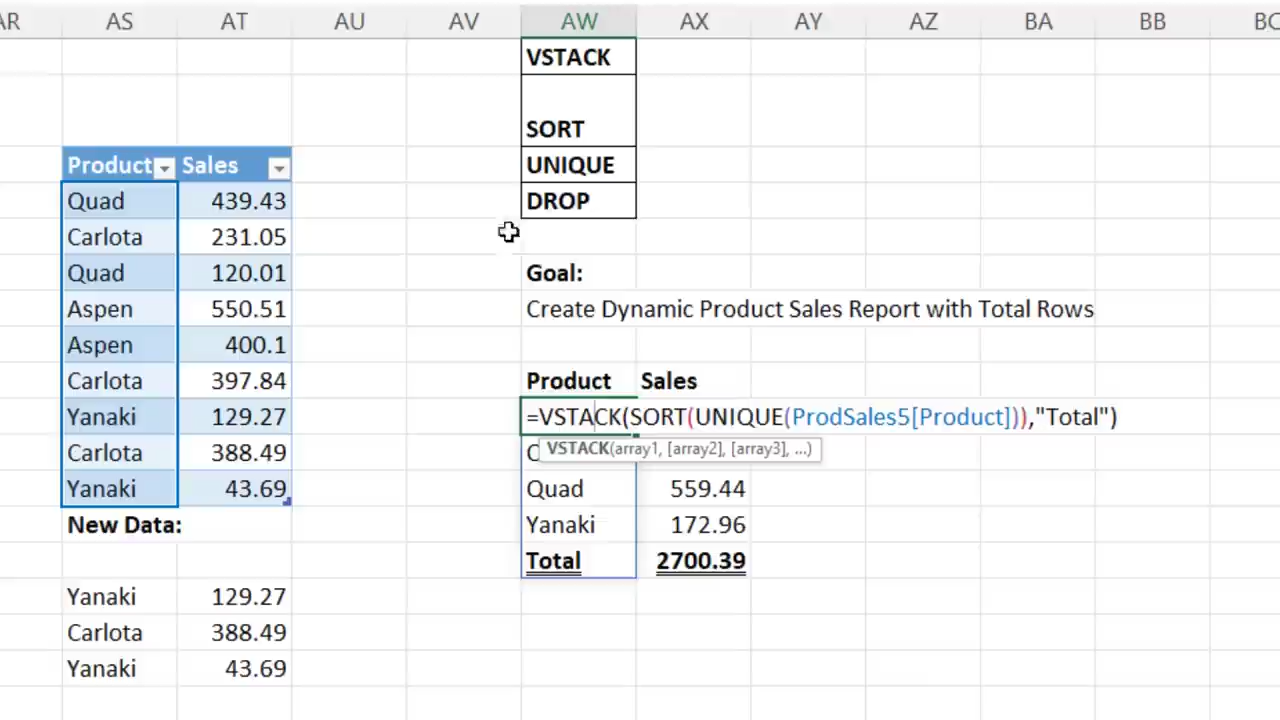 AR AS AT AU AV AW AX AY AZ BA BB BC
VSTACK
SORT
Product Sales UNIQUE
Quad 439.43 DROP
Carlota 231.05
Quad 120.01 Goal:
Aspen 550.51 Create Dynamic Product Sales Report with Total Rows
Aspen 400.1
Carlota 397.84 Product Sales
Yanaki 129.27 =VSTACK(SORT(UNIQUE(ProdSales5[Product])),"Total")
Carlota 388.49 VSTACK(array1, [array2], [array3], ...)
Yanaki 43.69 Quad 559.44
New Data: Yanaki 172.96
Total 2700.39
Yanaki 129.27
Carlota 388.49
Yanaki 43.69